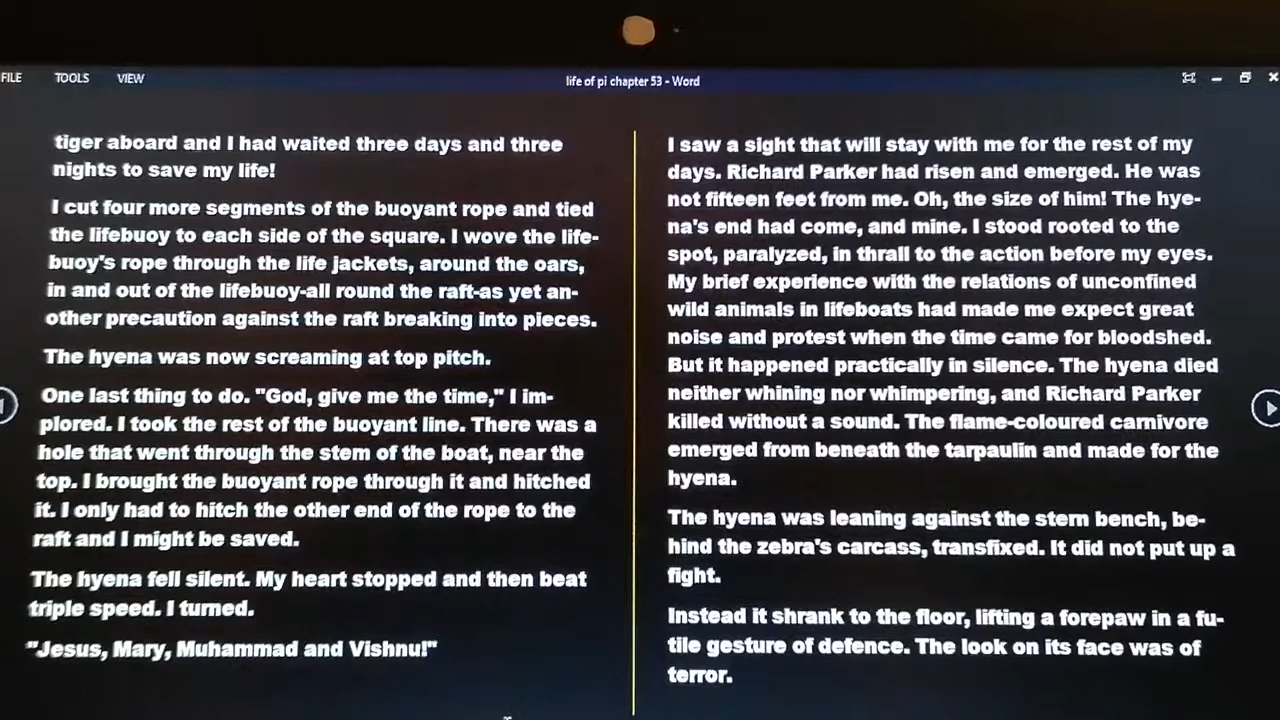 FILE TOOLS VIEW life of pi chapter 53 - Word
tiger aboard and I had waited three days and three
nights to save my life!
I cut four more segments of the buoyant rope and tied
the lifebuoy to each side of the square. I wove the life-
buoy's rope through the life jackets, around the oars,
in and out of the lifebuoy-all round the raft-as yet an-
other precaution against the raft breaking into pieces.
The hyena was now screaming at top pitch.
One last thing to do. "God, give me the time," I im-
plored. I took the rest of the buoyant line. There was a
hole that went through the stem of the boat, near the
top. I brought the buoyant rope through it and hitched
it. I only had to hitch the other end of the rope to the
raft and I might be saved.
The hyena fell silent. My heart stopped and then beat
triple speed. I turned.
"Jesus, Mary, Muhammad and Vishnu!"
I saw a sight that will stay with me for the rest of my
days. Richard Parker had risen and emerged. He was
not fifteen feet from me. Oh, the size of him! The hye-
na's end had come, and mine. I stood rooted to the
spot, paralyzed, in thrall to the action before my eyes.
My brief experience with the relations of unconfined
wild animals in lifeboats had made me expect great
noise and protest when the time came for bloodshed.
But it happened practically in silence. The hyena died
neither whining nor whimpering, and Richard Parker
killed without a sound. The flame-coloured carnivore
emerged from beneath the tarpaulin and made for the
hyena.
The hyena was leaning against the stern bench, be-
hind the zebra's carcass, transfixed. It did not put up a
fight.
Instead it shrank to the floor, lifting a forepaw in a fu-
tile gesture of defence. The look on its face was of
terror.